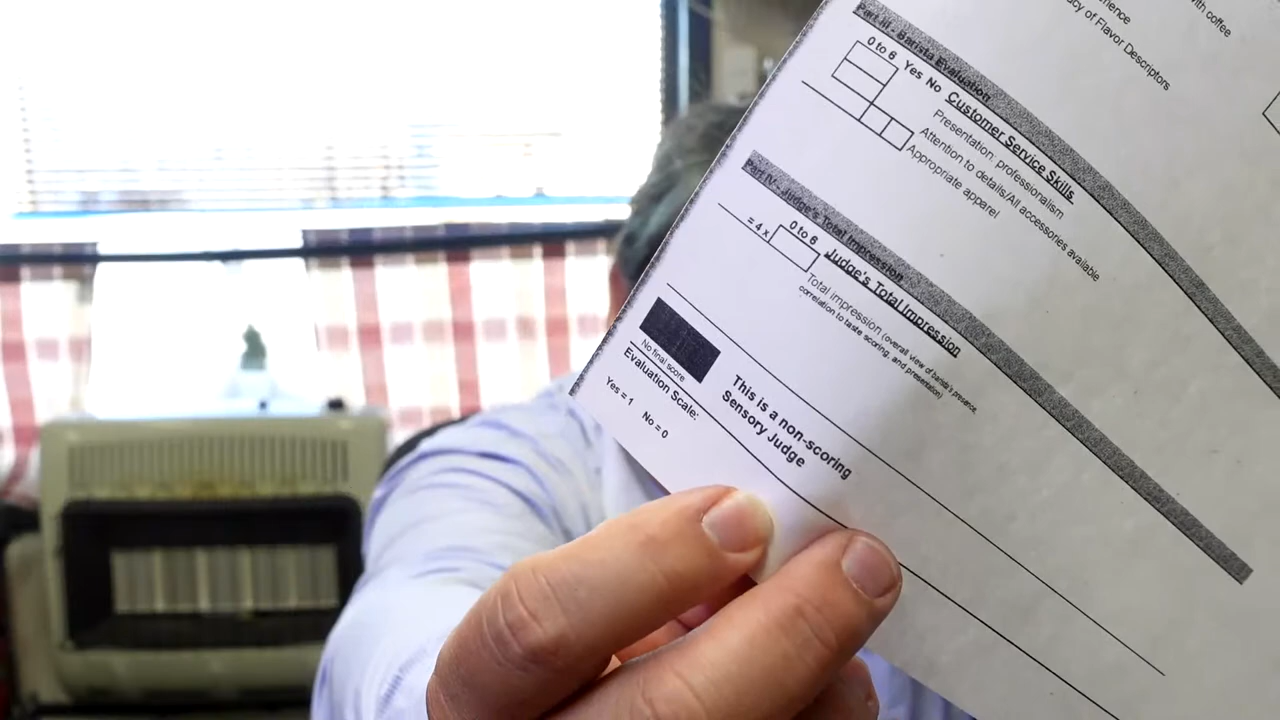 with coffee
cy of Flavor Descriptors
Part III - Barista Evaluation
0 to 6 Yes No Customer Service Skills
Presentation, professionalism
Attention to details/All accessories available
Appropriate apparel
Part IV - Judge's Total Impression
0 to 6 Judge's Total Impression
= 4 x
Total impression (overall view of barista's presence,
correlation to taste scoring, and presentation)
No final score
This is a non-scoring
Sensory Judge
Evaluation Scale:
Yes = 1 No = 0